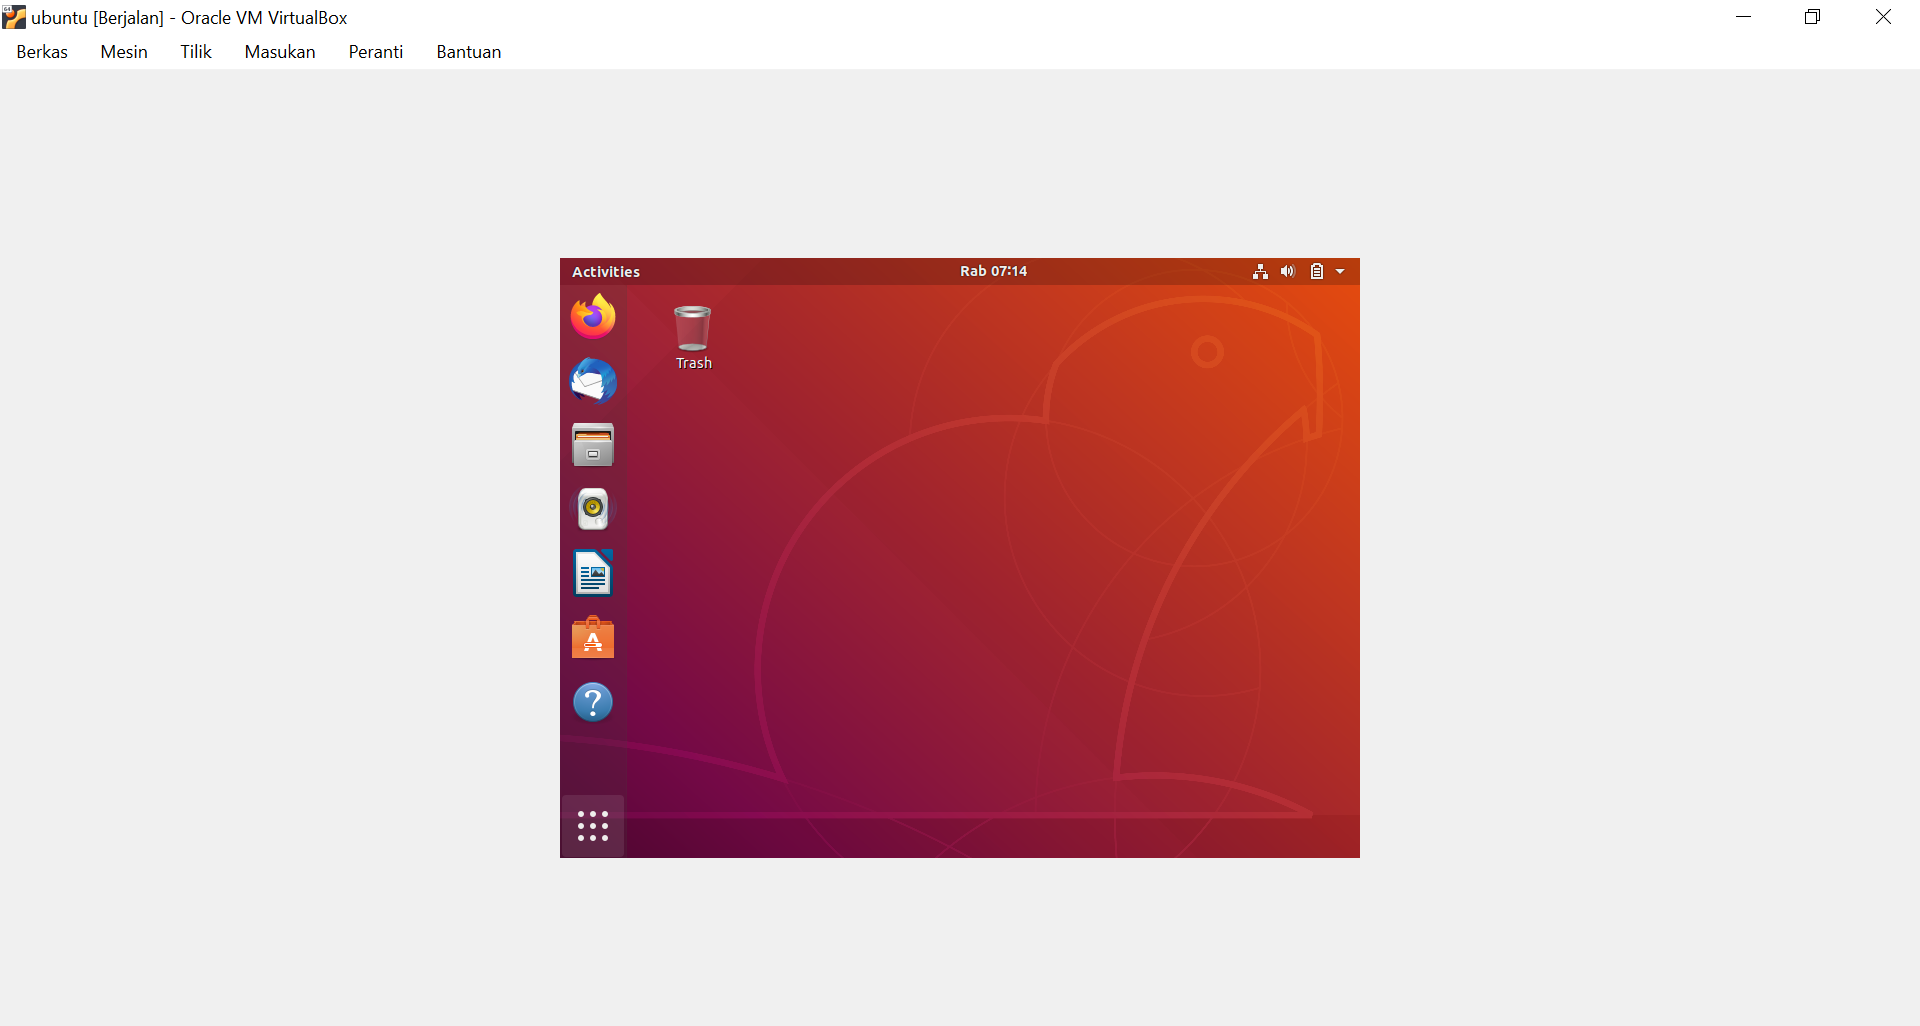 ubuntu [Berjalan] - Oracle VM VirtualBox
Berkas Mesin Tilik Masukan Peranti Bantuan
Activities Rab 07:14
Trash